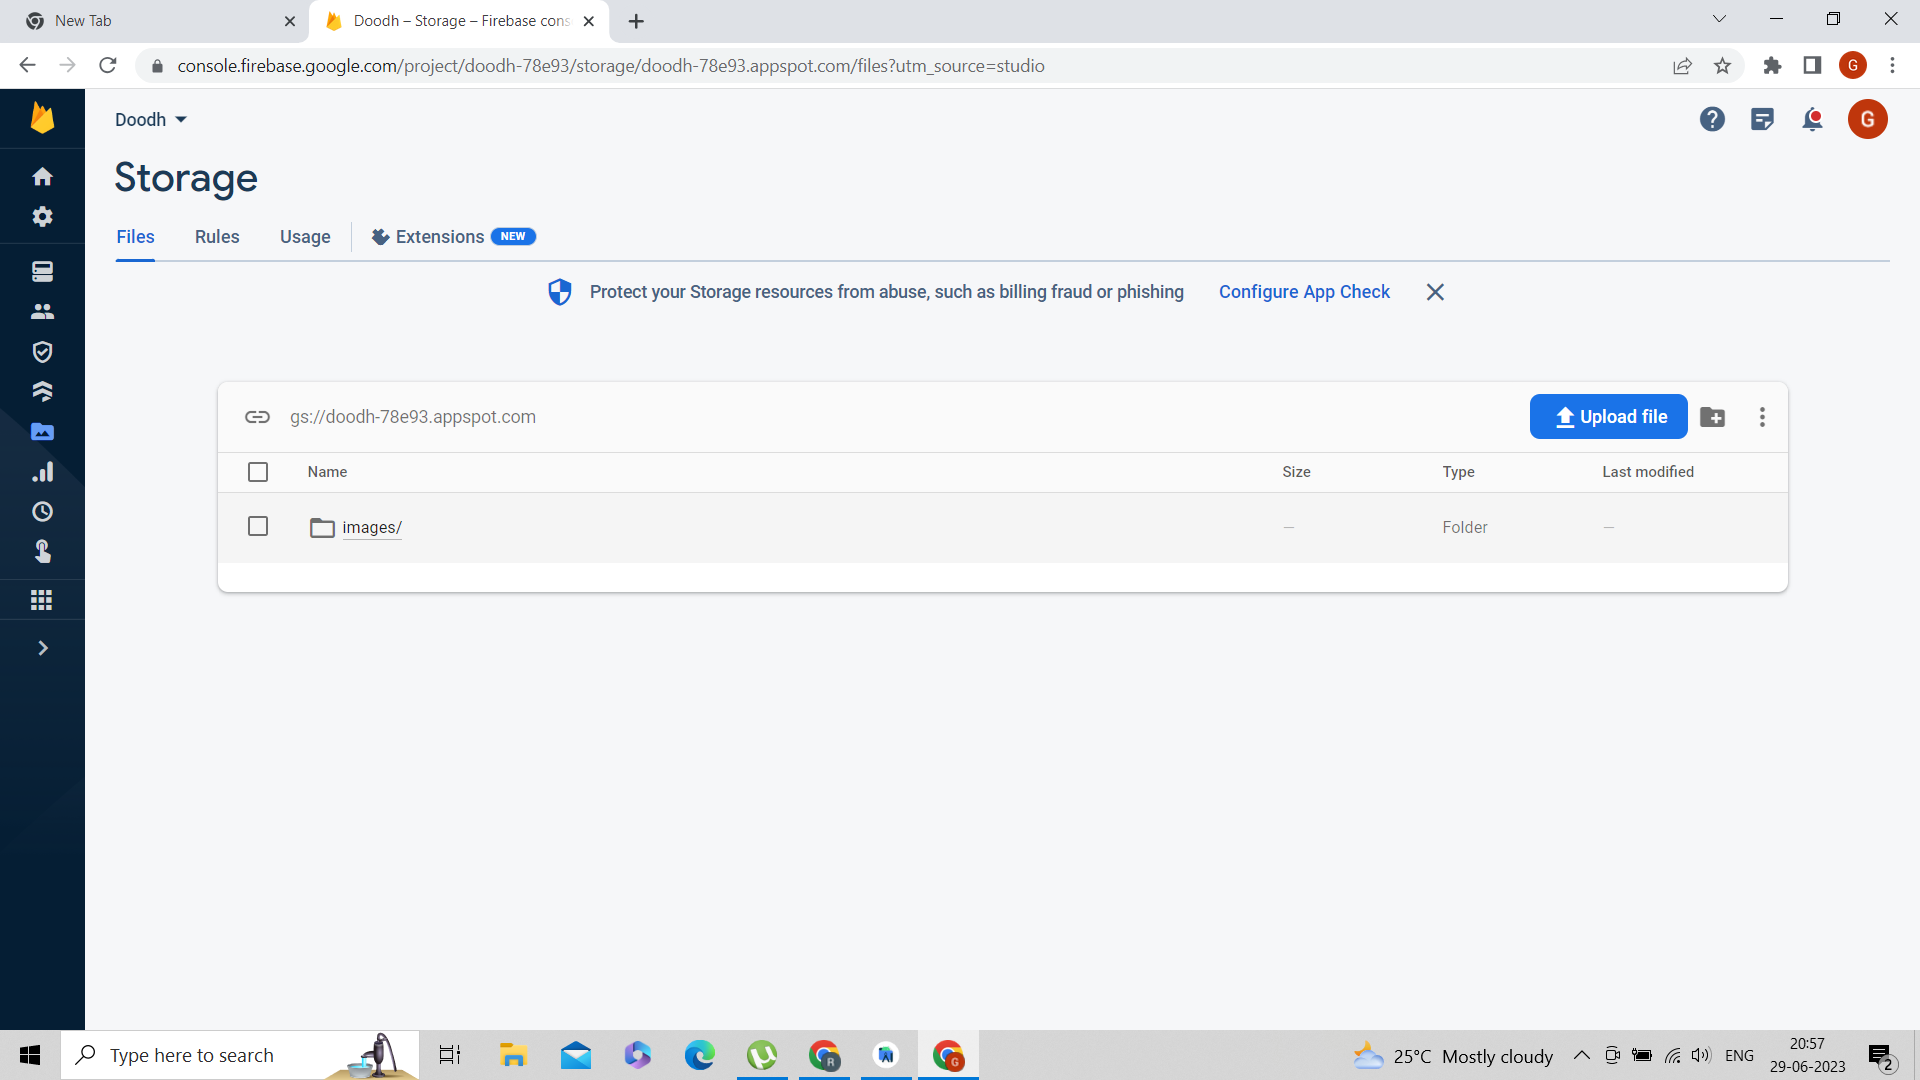 New Tab
Doodh – Storage – Firebase cons
console.firebase.google.com/project/doodh-78e93/storage/doodh-78e93.appspot.com/files?utm_source=studio
G
Doodh
G
Storage
Files Rules Usage Extensions NEW
Protect your Storage resources from abuse, such as billing fraud or phishing Configure App Check
gs://doodh-78e93.appspot.com Upload file
Name Size Type Last modified
images/ – Folder –
Type here to search
R
G
25°C Mostly cloudy
ENG
20:57
29-06-2023
2